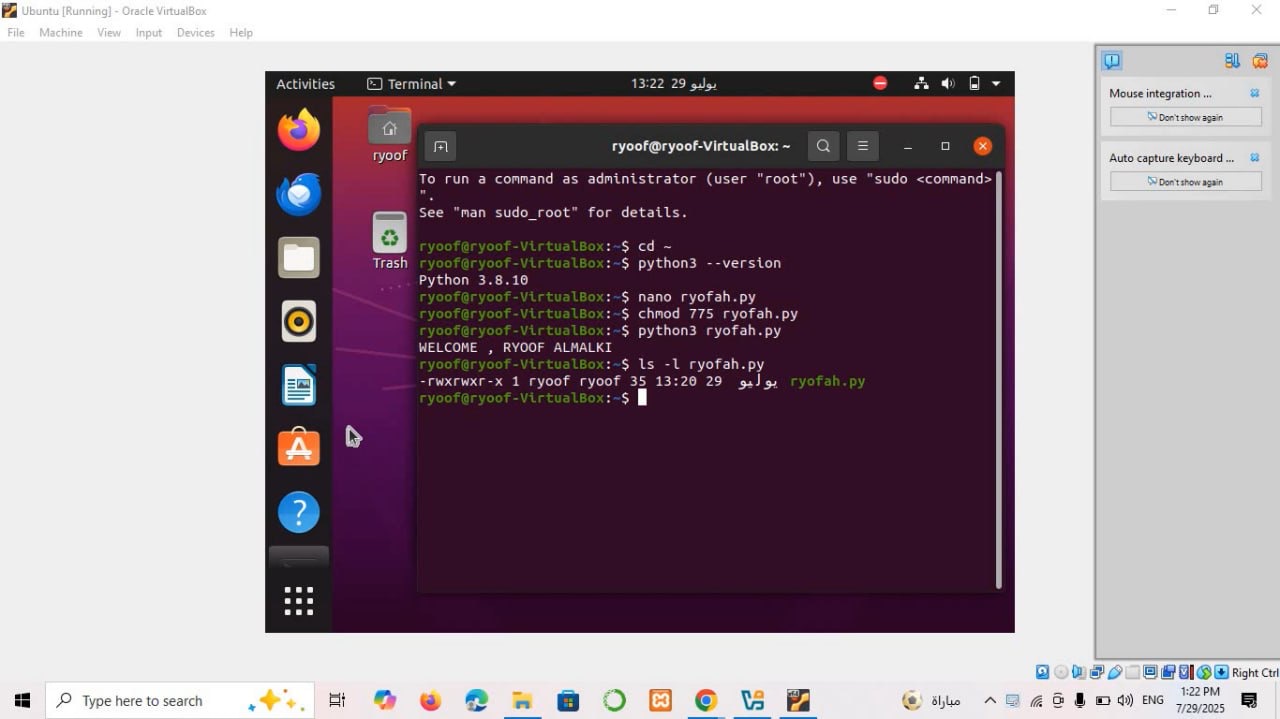 Ubuntu [Running] - Oracle VirtualBox
File Machine View Input Devices Help
Activities Terminal 13:22 29 يوليو
ryoof
Trash
ryoof@ryoof-VirtualBox: ~
To run a command as administrator (user "root"), use "sudo <command>
".
See "man sudo_root" for details.
ryoof@ryoof-VirtualBox:~$ cd ~
ryoof@ryoof-VirtualBox:~$ python3 --version
Python 3.8.10
ryoof@ryoof-VirtualBox:~$ nano ryofah.py
ryoof@ryoof-VirtualBox:~$ chmod 775 ryofah.py
ryoof@ryoof-VirtualBox:~$ python3 ryofah.py
WELCOME , RYOOF ALMALKI
ryoof@ryoof-VirtualBox:~$ ls -l ryofah.py
-rwxrwxr-x 1 ryoof ryoof 35 13:20 29 يوليو ryofah.py
ryoof@ryoof-VirtualBox:~$
Mouse integration ...
Don't show again
Auto capture keyboard ...
Don't show again
Right Ctrl
Type here to search
مباراة
ENG
1:22 PM
7/29/2025